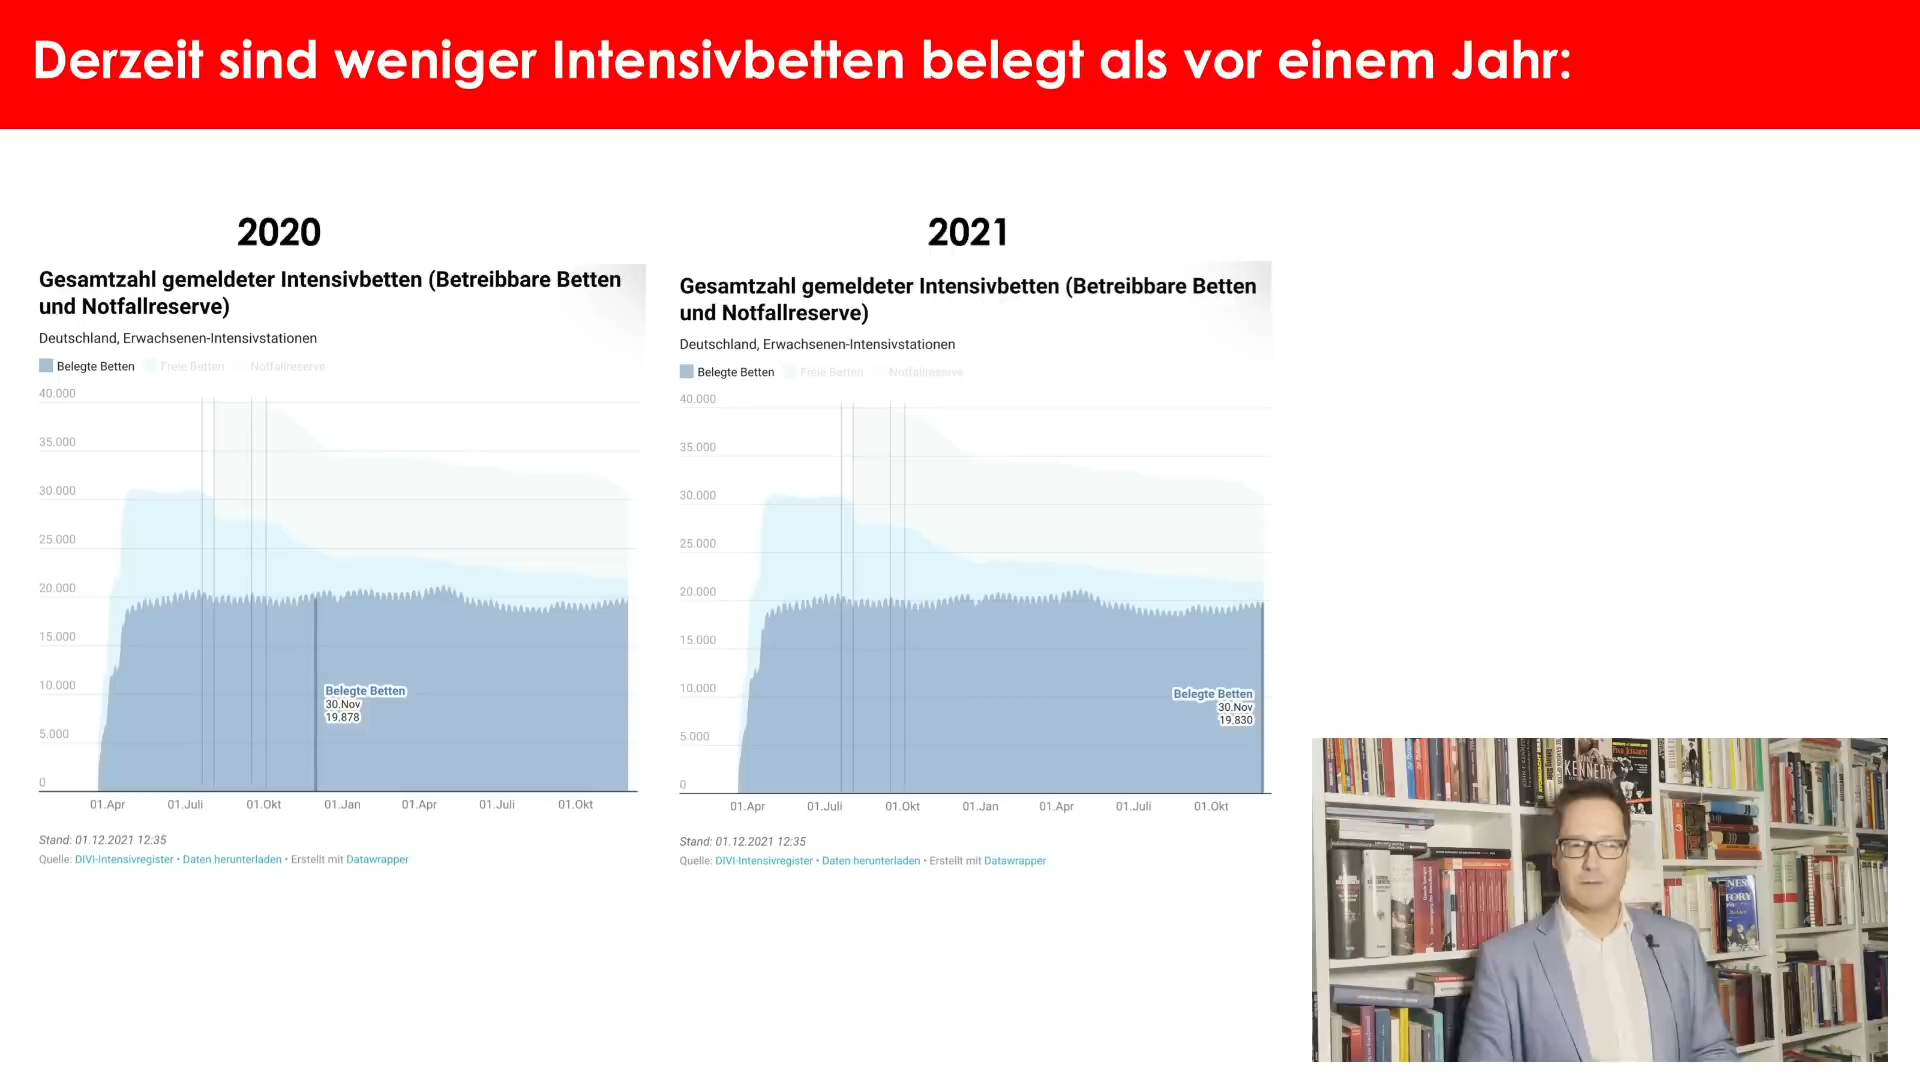 Derzeit sind weniger Intensivbetten belegt als vor einem Jahr:
2020
Gesamtzahl gemeldeter Intensivbetten (Betreibbare Betten
und Notfallreserve)
Deutschland, Erwachsenen-Intensivstationen
Belegte Betten Freie Betten Notfallreserve
40.000
35.000
30.000
25.000
20.000
15.000
10.000
5.000
0
Belegte Betten
30.Nov
19.878
01.Apr 01.Juli 01.Okt 01.Jan 01.Apr 01.Juli 01.Okt
Stand: 01.12.2021 12:35
Quelle: DIVI-Intensivregister • Daten herunterladen • Erstellt mit Datawrapper
2021
Gesamtzahl gemeldeter Intensivbetten (Betreibbare Betten
und Notfallreserve)
Deutschland, Erwachsenen-Intensivstationen
Belegte Betten Freie Betten Notfallreserve
40.000
35.000
30.000
25.000
20.000
15.000
10.000
5.000
0
Belegte Betten
30.Nov
19.830
01.Apr 01.Juli 01.Okt 01.Jan 01.Apr 01.Juli 01.Okt
Stand: 01.12.2021 12:35
Quelle: DIVI-Intensivregister • Daten herunterladen • Erstellt mit Datawrapper
KENNEDY